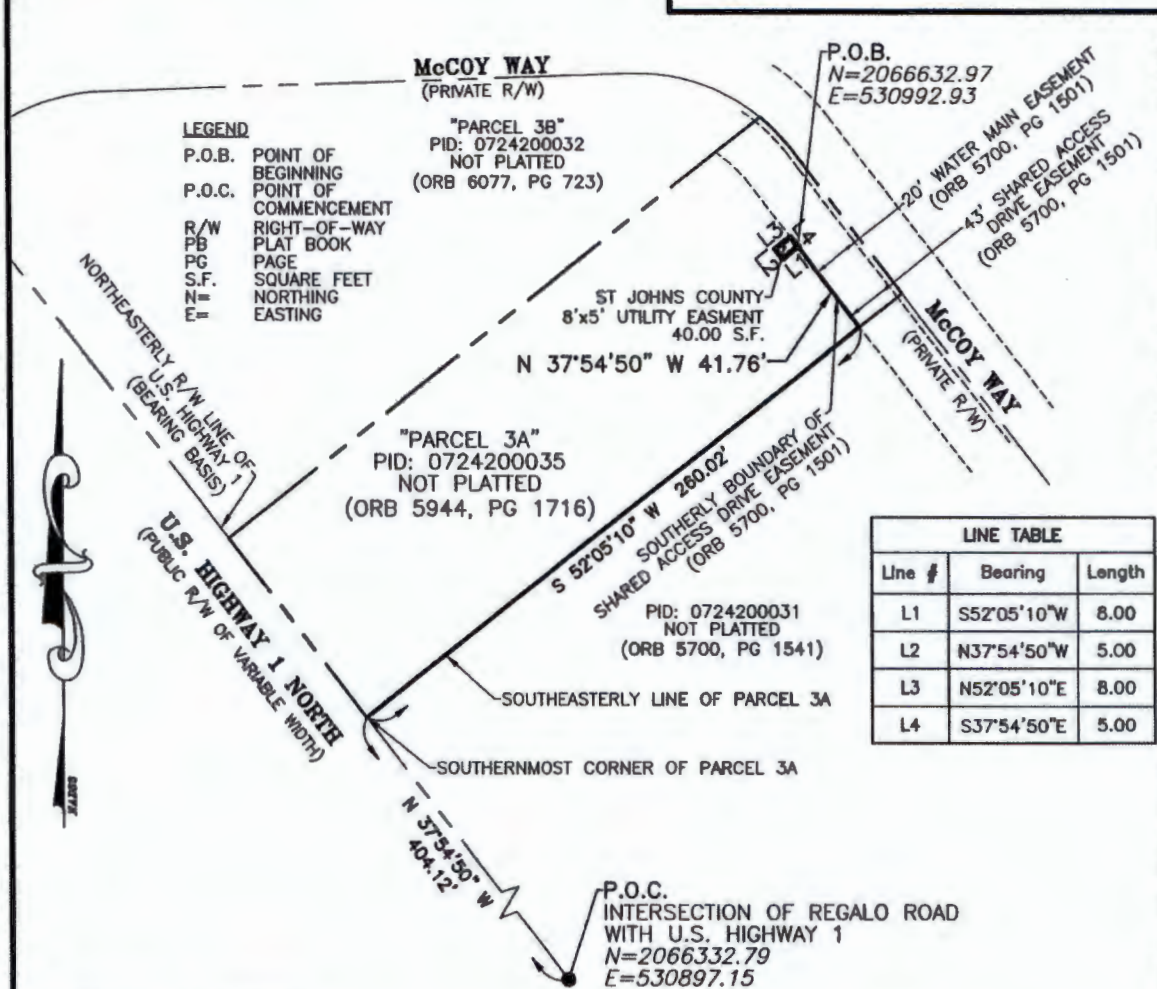 McCOY WAY
(PRIVATE R/W)
P.O.B.
N=2066632.97
E=530992.93
20' WATER MAIN EASEMENT
(ORB 5700, PG 1501)
43' SHARED ACCESS
DRIVE EASEMENT
(ORB 5700, PG 1501)
LEGEND
P.O.B. POINT OF
BEGINNING
P.O.C. POINT OF
COMMENCEMENT
R/W RIGHT-OF-WAY
PB PLAT BOOK
PG PAGE
S.F. SQUARE FEET
N= NORTHING
E= EASTING
"PARCEL 3B"
PID: 0724200032
NOT PLATTED
(ORB 6077, PG 723)
L3
L4
L2
L1
ST JOHNS COUNTY
8'x5' UTILITY EASMENT
40.00 S.F.
N 37°54'50" W 41.76'
McCOY WAY
(PRIVATE R/W)
NORTHEASTERLY R/W LINE OF
U.S. HIGHWAY 1
(BEARING BASIS)
"PARCEL 3A"
PID: 0724200035
NOT PLATTED
(ORB 5944, PG 1716)
S 52°05'10" W 260.02'
SOUTHERLY BOUNDARY OF
SHARED ACCESS DRIVE EASEMENT
(ORB 5700, PG 1501)
U.S. HIGHWAY 1 NORTH
(PUBLIC R/W OF VARIABLE WIDTH)
PID: 0724200031
NOT PLATTED
(ORB 5700, PG 1541)
SOUTHEASTERLY LINE OF PARCEL 3A
SOUTHERNMOST CORNER OF PARCEL 3A
LINE TABLE
Line # Bearing Length
L1 S52°05'10"W 8.00
L2 N37°54'50"W 5.00
L3 N52°05'10"E 8.00
L4 S37°54'50"E 5.00
NAD83
N 37°54'50" W
404.12'
P.O.C.
INTERSECTION OF REGALO ROAD
WITH U.S. HIGHWAY 1
N=2066332.79
E=530897.15